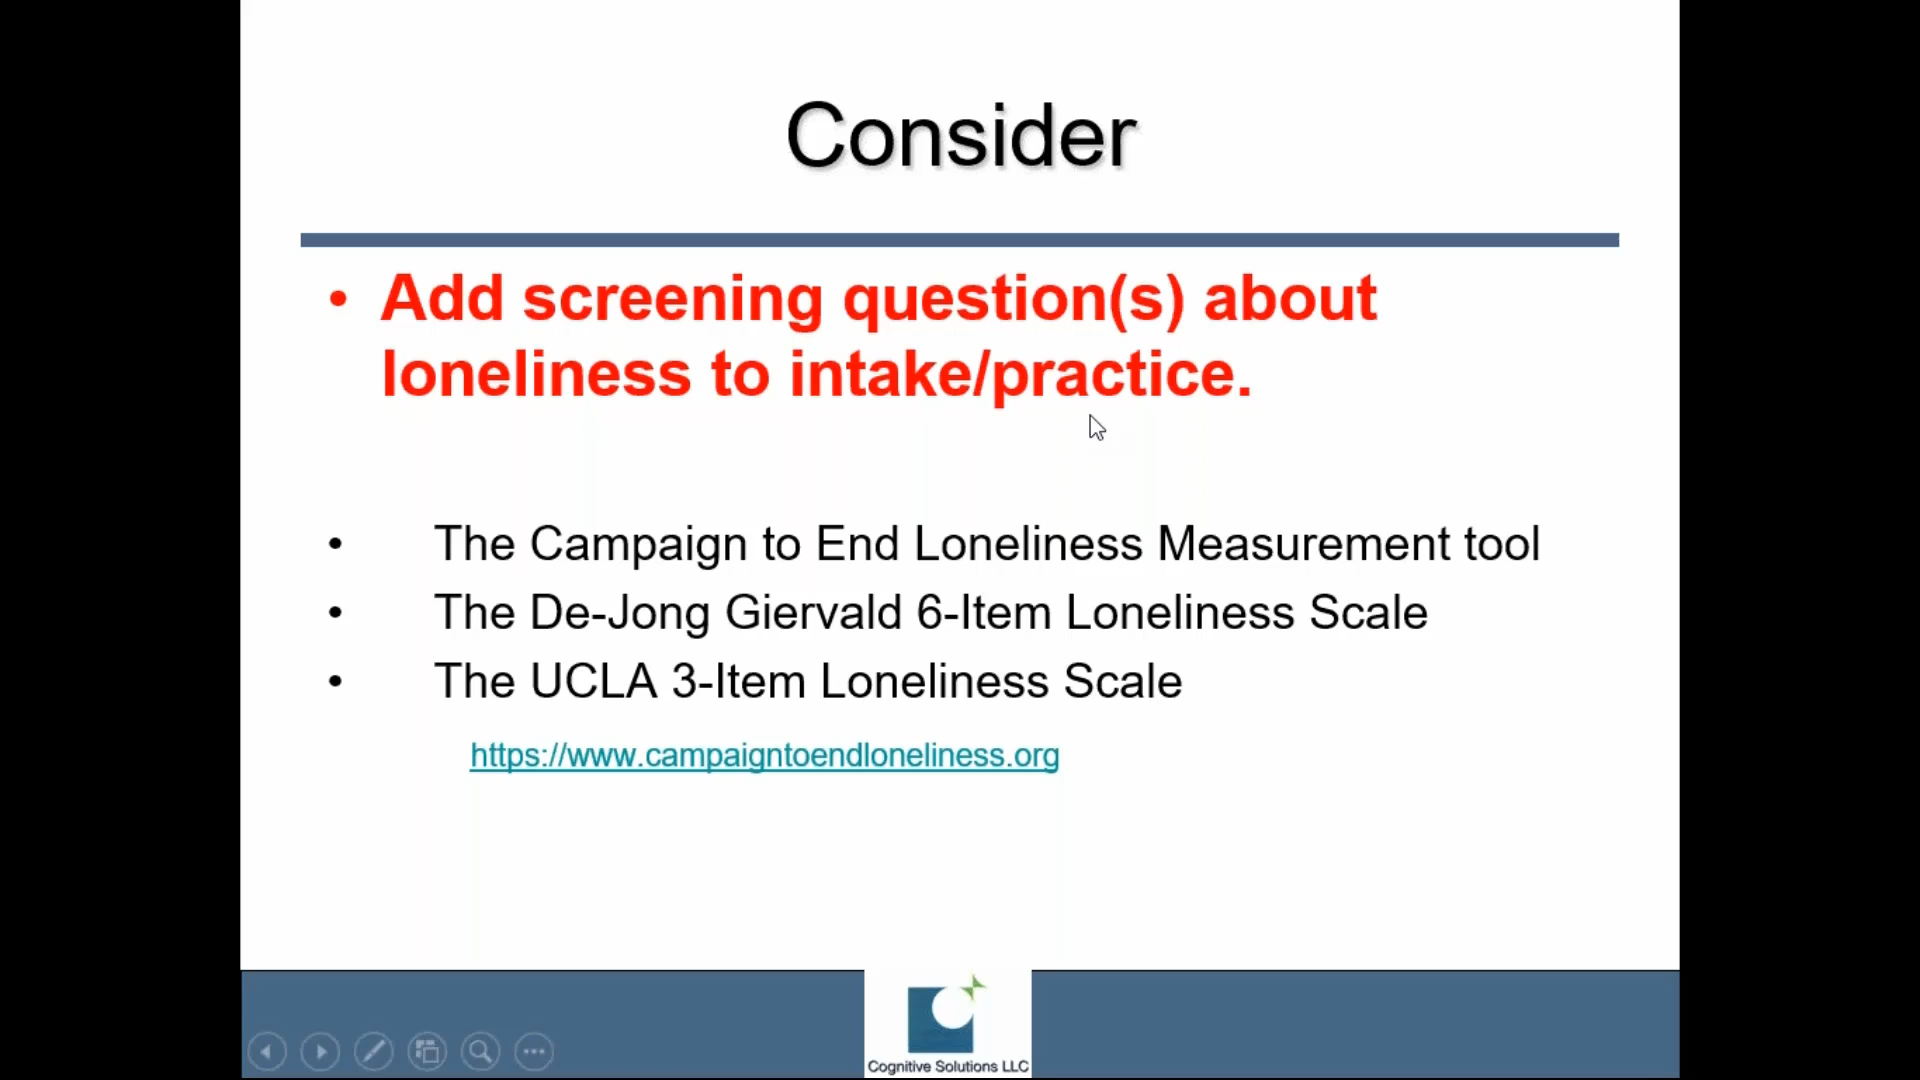 Consider
• Add screening question(s) about
loneliness to intake/practice.
• The Campaign to End Loneliness Measurement tool
• The De-Jong Giervald 6-Item Loneliness Scale
• The UCLA 3-Item Loneliness Scale
https://www.campaigntoendloneliness.org
Cognitive Solutions LLC